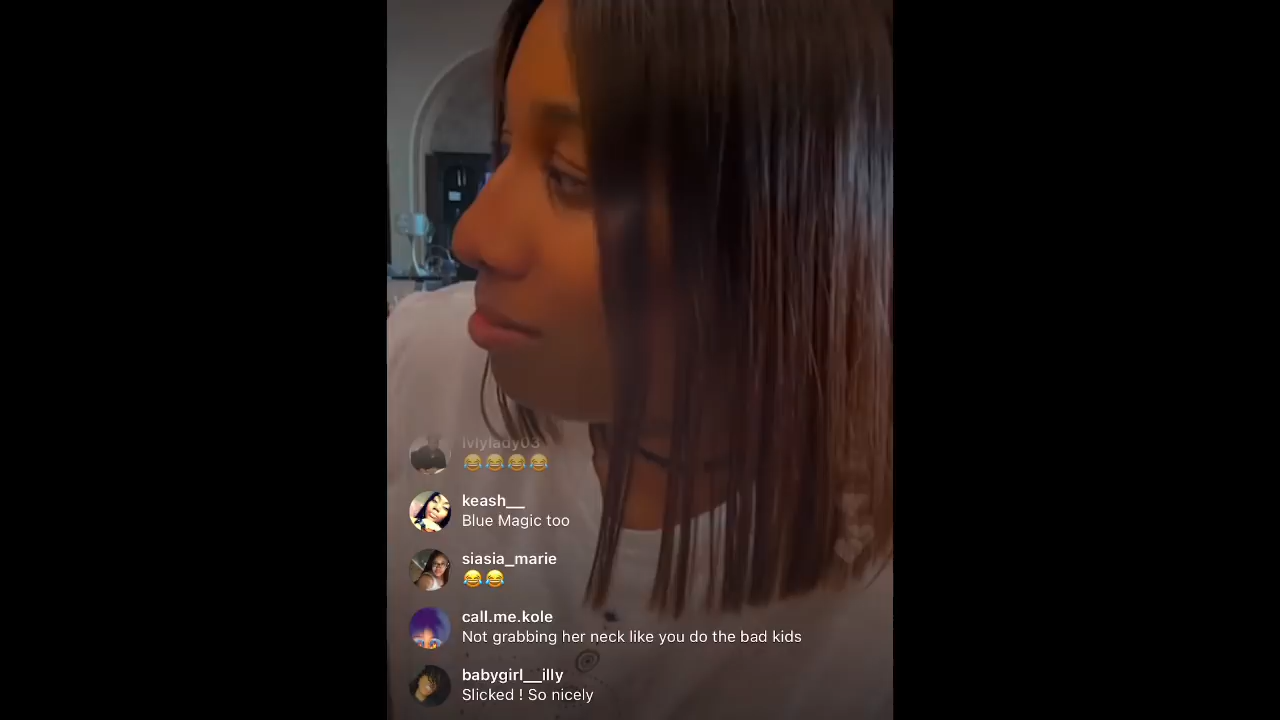 lvlylady03
😂😂😂😂
keash__
Blue Magic too
siasia_marie
😂😂
call.me.kole
Not grabbing her neck like you do the bad kids
babygirl__illy
Slicked ! So nicely